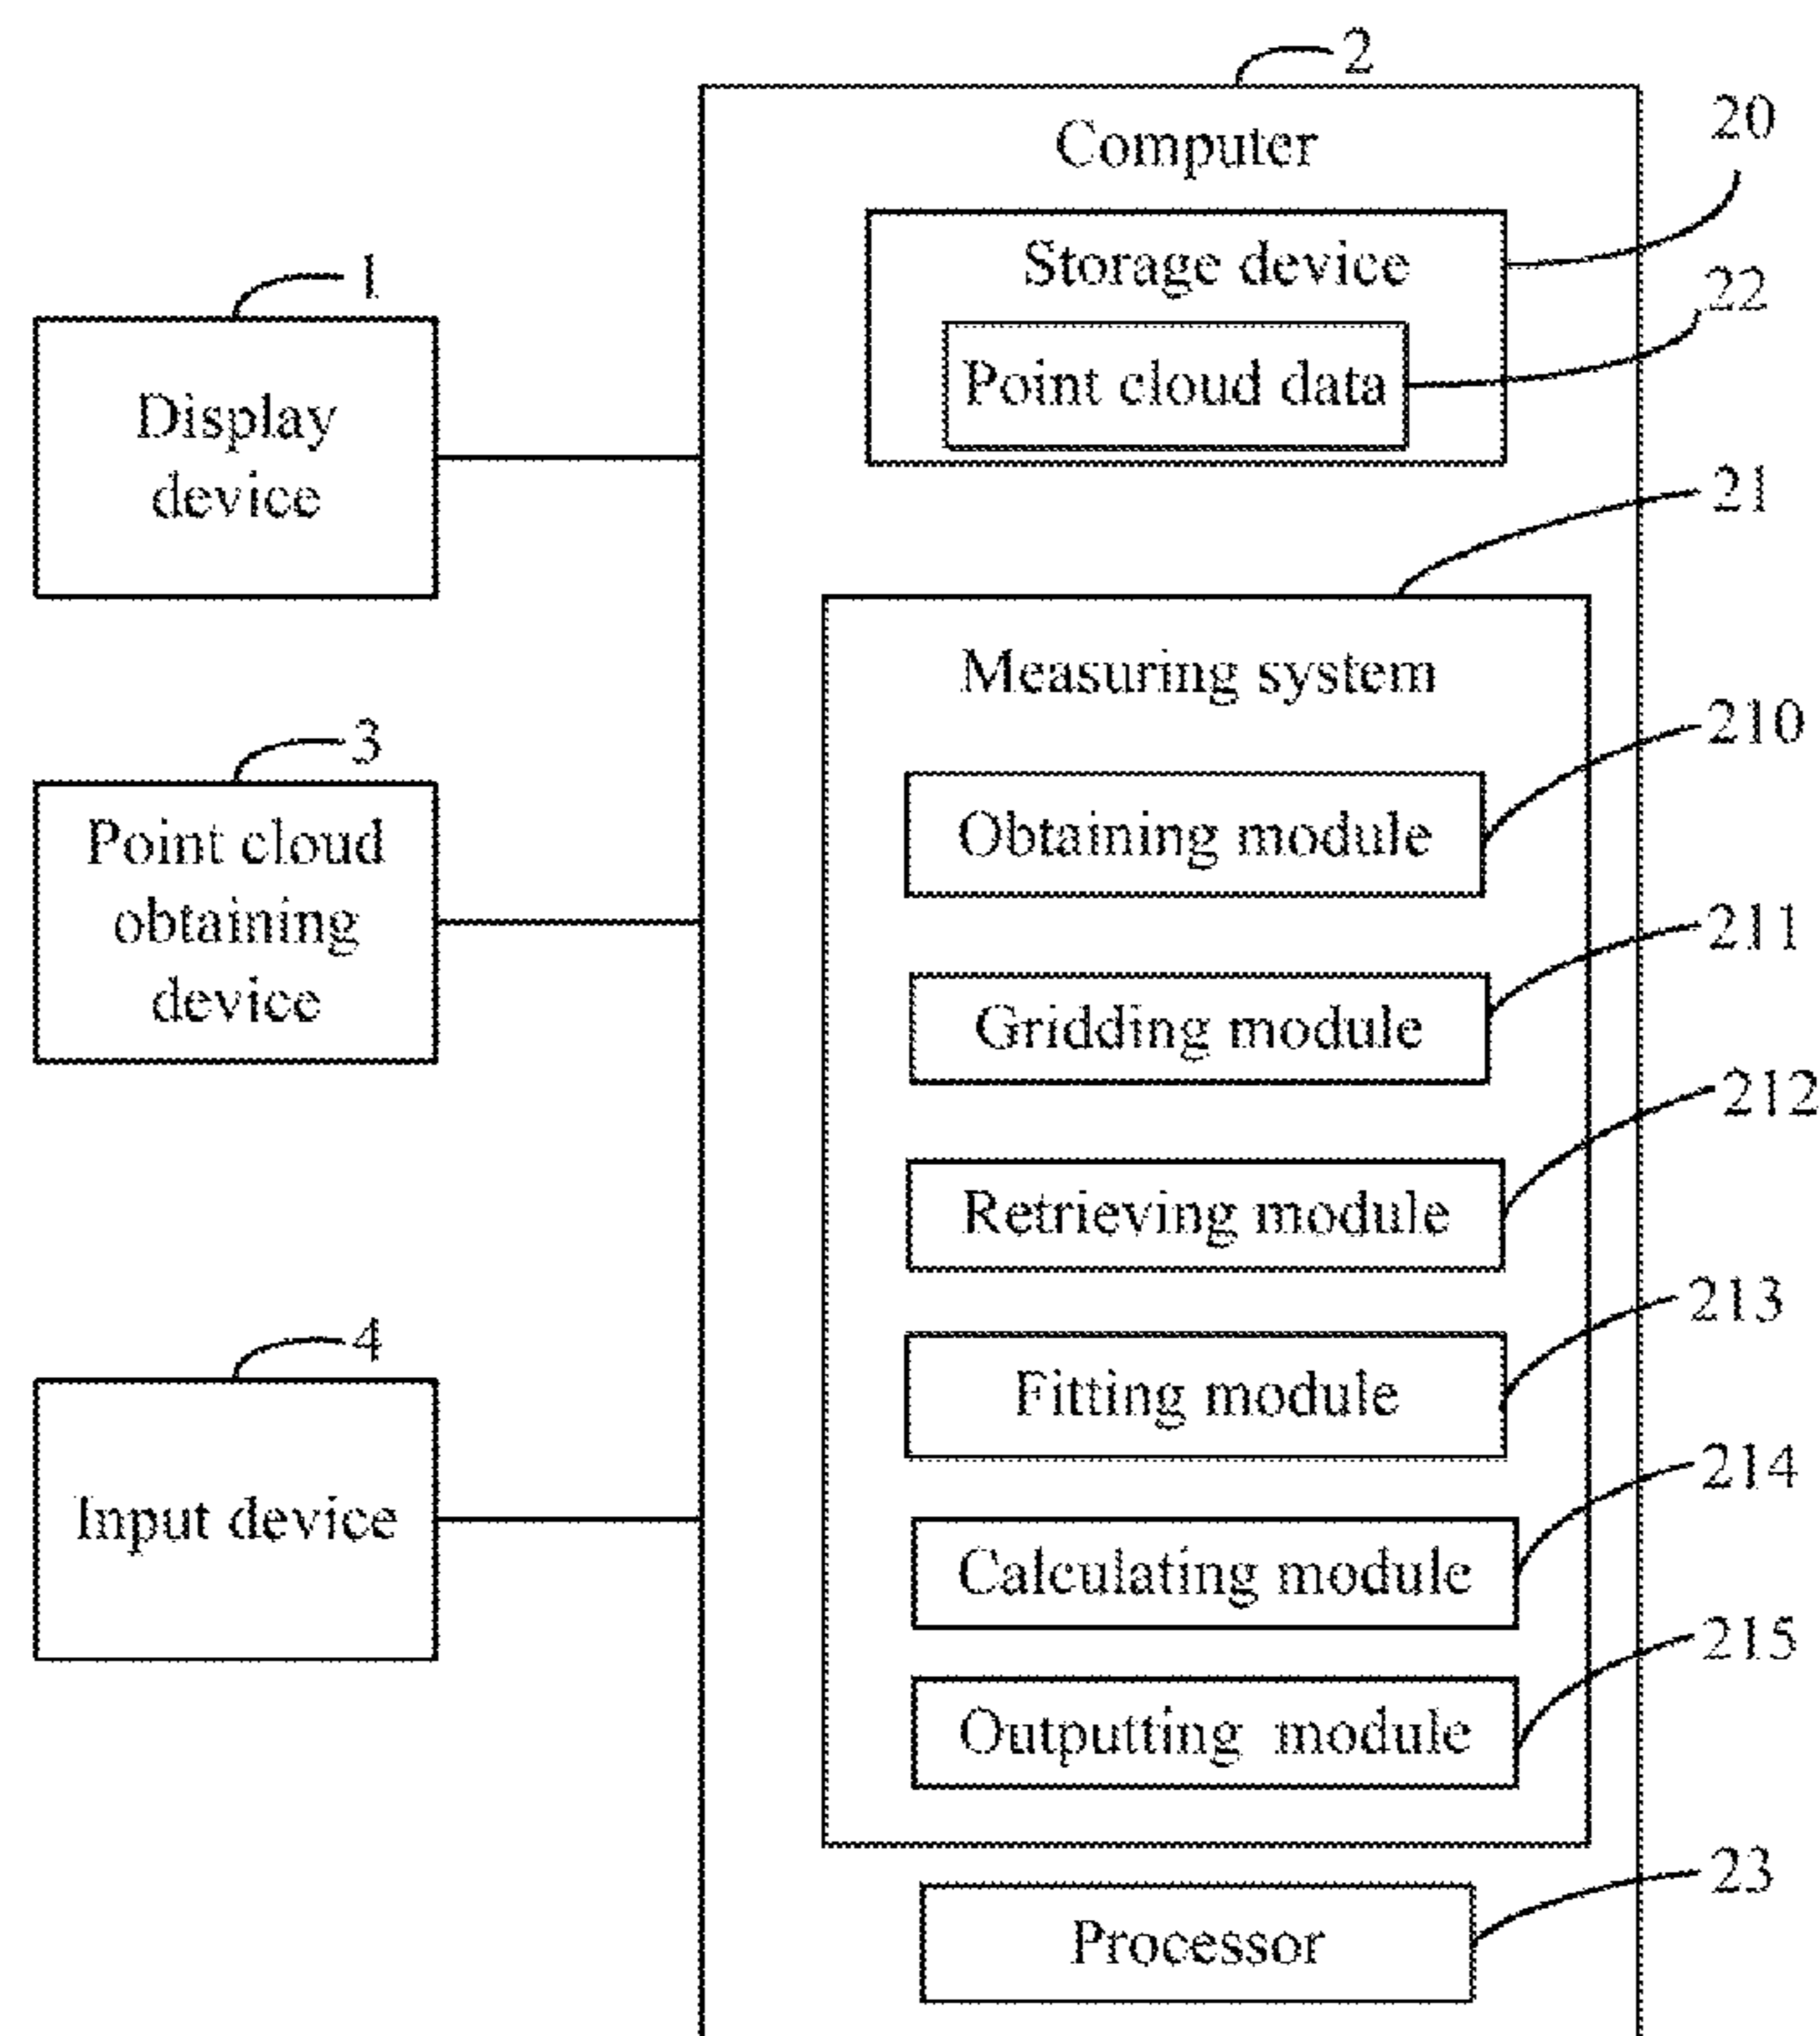 2
Computer
20
Storage device
22
Point cloud data
1
Display
device
21
Measuring system
210
Obtaining module
3
Point cloud
obtaining
device
211
Gridding module
212
Retrieving module
213
Fitting module
4
Input device
214
Calculating module
215
Outputting module
23
Processor